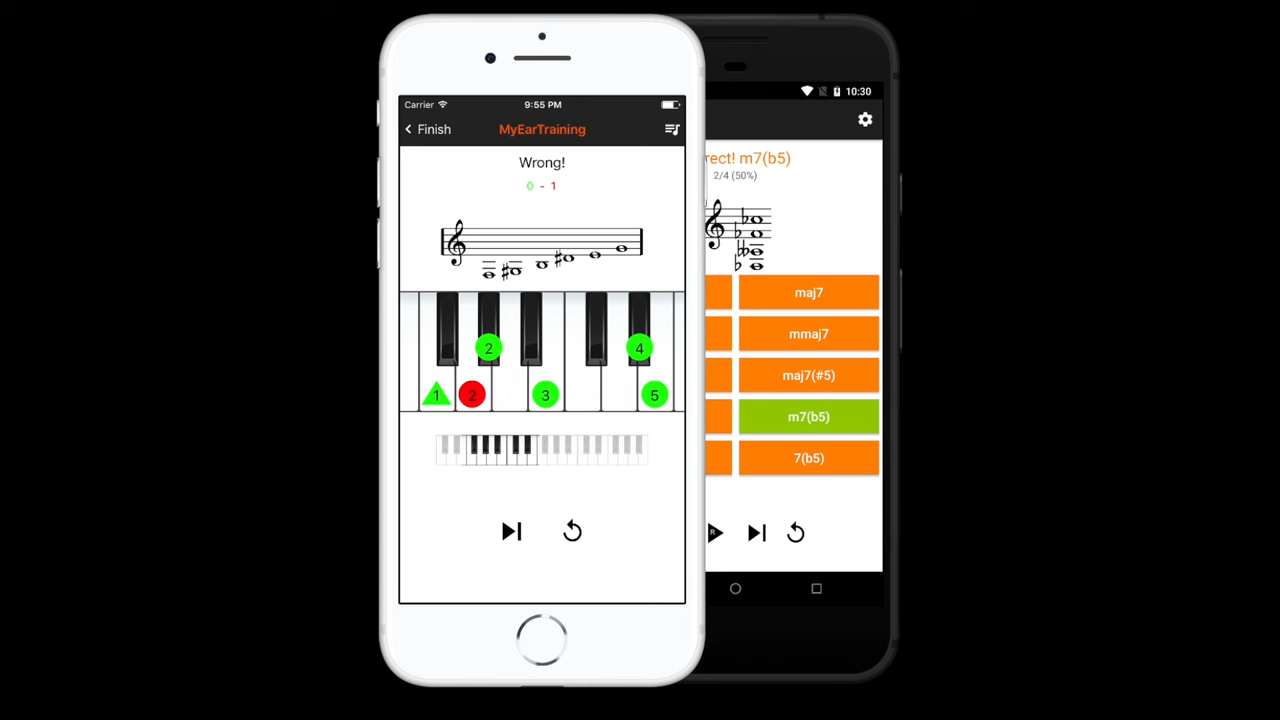 Carrier 9:55 PM
Finish MyEarTraining
Wrong!
0 - 1
2 4
1 2 3 5
10:30
rect! m7(b5)
2/4 (50%)
maj7
mmaj7
maj7(#5)
m7(b5)
7(b5)
R